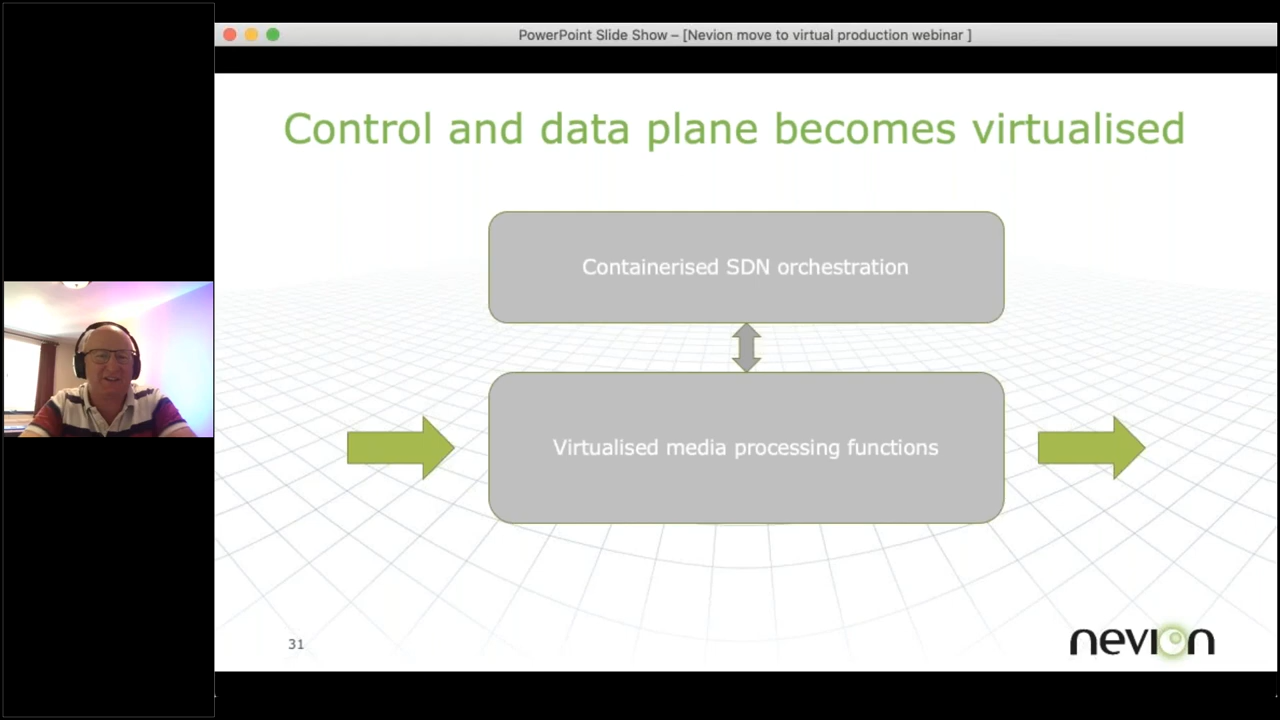 PowerPoint Slide Show – [Nevion move to virtual production webinar ]
Control and data plane becomes virtualised
Containerised SDN orchestration
Virtualised media processing functions
31
nevion